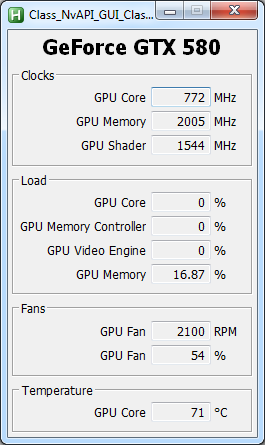 Class_NvAPI_GUI_Clas...
GeForce GTX 580
Clocks
GPU Core 772 MHz
GPU Memory 2005 MHz
GPU Shader 1544 MHz
Load
GPU Core 0 %
GPU Memory Controller 0 %
GPU Video Engine 0 %
GPU Memory 16.87 %
Fans
GPU Fan 2100 RPM
GPU Fan 54 %
Temperature
GPU Core 71 °C